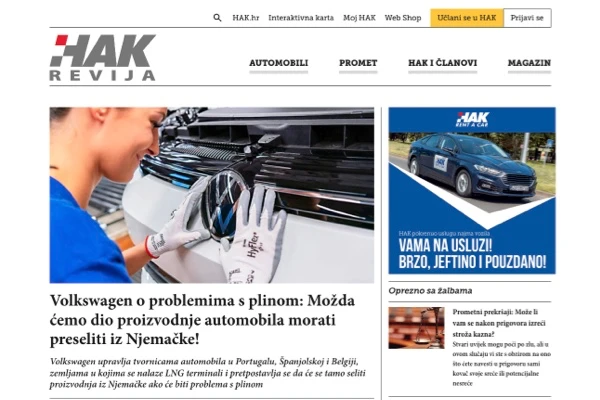 HAK.hr Interaktivna karta Moj HAK Web Shop Učlani se u HAK Prijavi se
HAK
REVIJA
AUTOMOBILI PROMET HAK I ČLANOVI MAGAZIN
HyFlex
Volkswagen o problemima s plinom: Možda
ćemo dio proizvodnje automobila morati
preseliti iz Njemačke!
Volkswagen upravlja tvornicama automobila u Portugalu, Španjolskoj i Belgiji,
zemljama u kojima se nalaze LNG terminali i pretpostavlja se da će se tamo seliti
proizvodnja iz Njemačke ako će biti problema s plinom
HAK
RENT A CAR
HAK
HAK pokrenuo uslugu najma vozila
VAMA NA USLUZI!
BRZO, JEFTINO I POUZDANO!
Oprezno sa žalbama
Prometni prekršaji: Može li
vam se nakon prigovora izreći
stroža kazna?
Stvari uvijek mogu poći po zlu, ali u
ovom slučaju vi ste s obzirom na ono
što ćete navesti u prigovoru sami
kovač svoje sreće ili potencijalne
nesreće